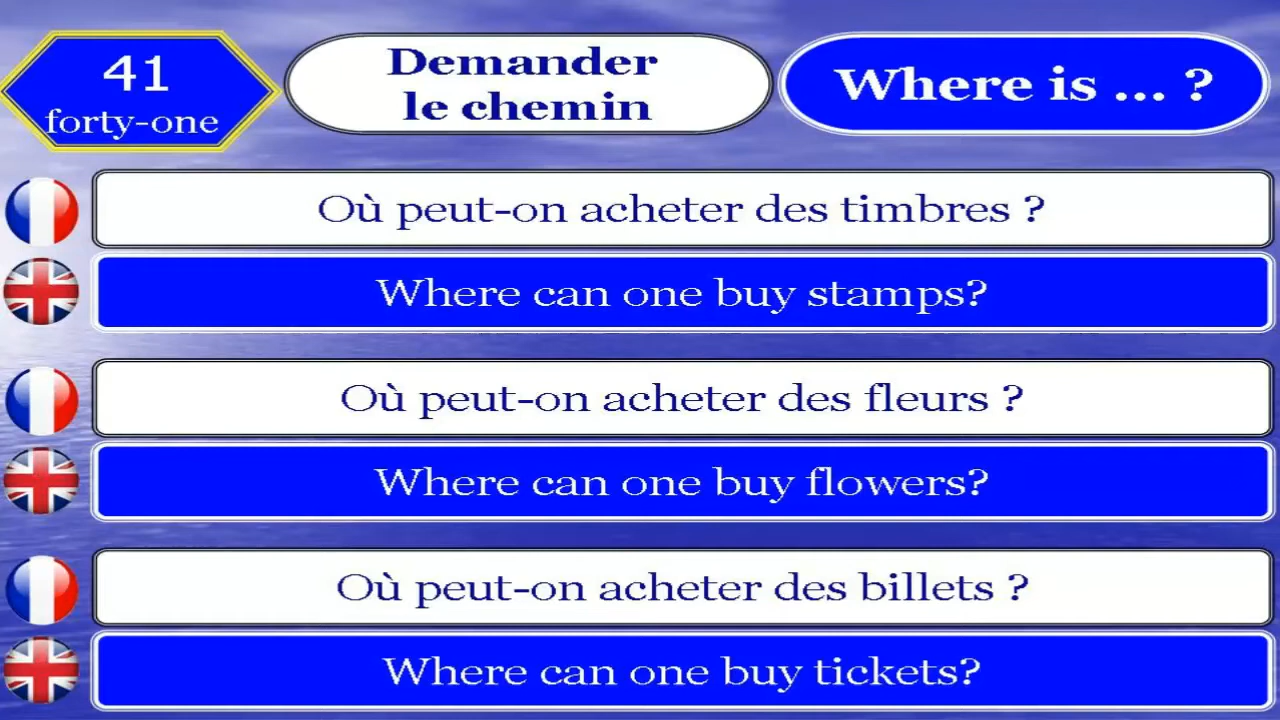 41
forty-one
Demander
le chemin
Where is ... ?
Où peut-on acheter des timbres ?
Where can one buy stamps?
Où peut-on acheter des fleurs ?
Where can one buy flowers?
Où peut-on acheter des billets ?
Where can one buy tickets?